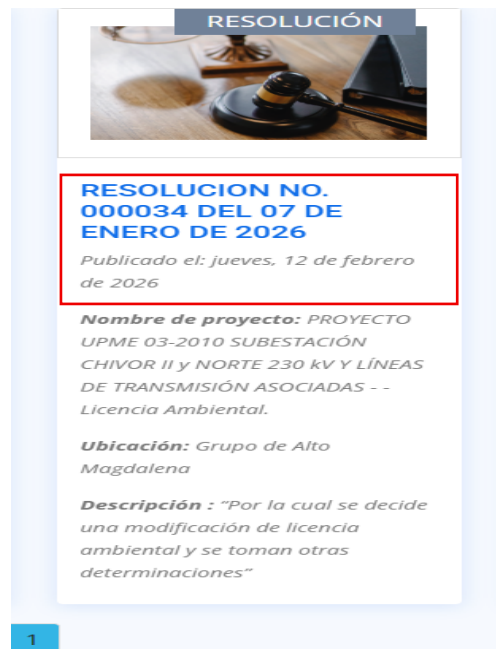 RESOLUCIÓN
RESOLUCION NO.
000034 DEL 07 DE
ENERO DE 2026
Publicado el: jueves, 12 de febrero
de 2026
Nombre de proyecto: PROYECTO
UPME 03-2010 SUBESTACIÓN
CHIVOR II y NORTE 230 kV Y LÍNEAS
DE TRANSMISIÓN ASOCIADAS - -
Licencia Ambiental.
Ubicación: Grupo de Alto
Magdalena
Descripción : “Por la cual se decide
una modificación de licencia
ambiental y se toman otras
determinaciones”
1